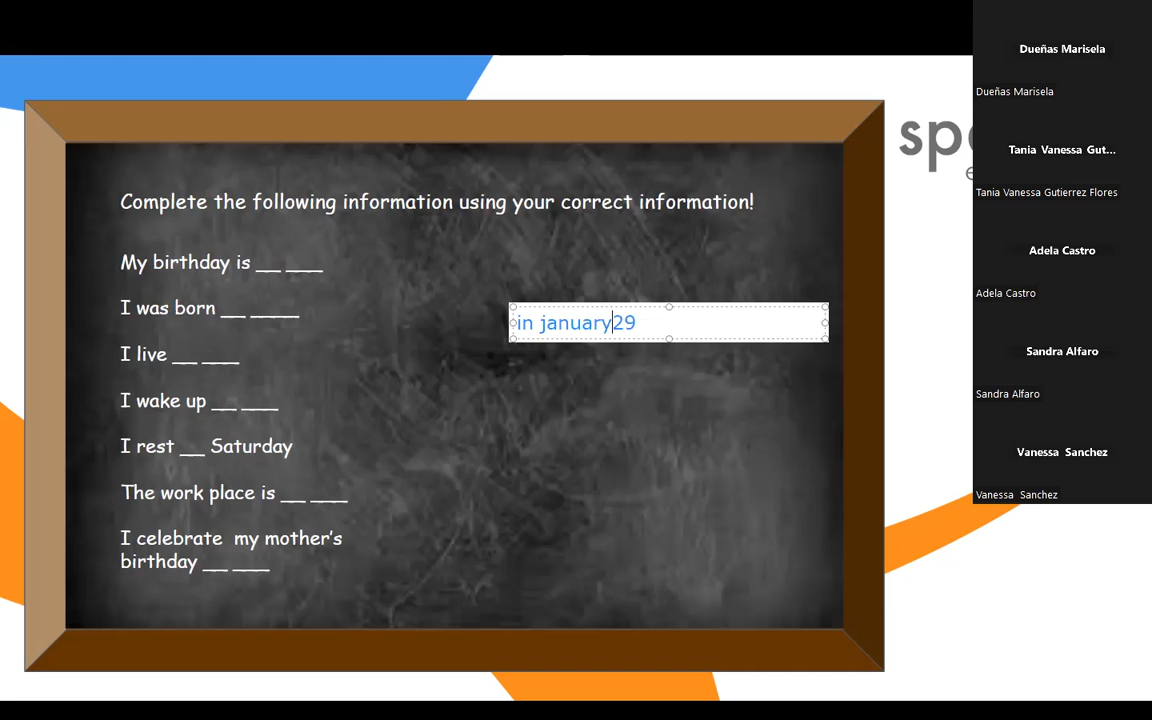 Complete the following information using your correct information!
My birthday is __ ___
I was born __ ____
I live __ ___
I wake up __ ___
I rest __ Saturday
The work place is __ ___
I celebrate my mother's
birthday __ ___
in january29
Dueñas Marisela
Dueñas Marisela
Tania Vanessa Gut...
Tania Vanessa Gutierrez Flores
Adela Castro
Adela Castro
Sandra Alfaro
Sandra Alfaro
Vanessa Sanchez
Vanessa Sanchez